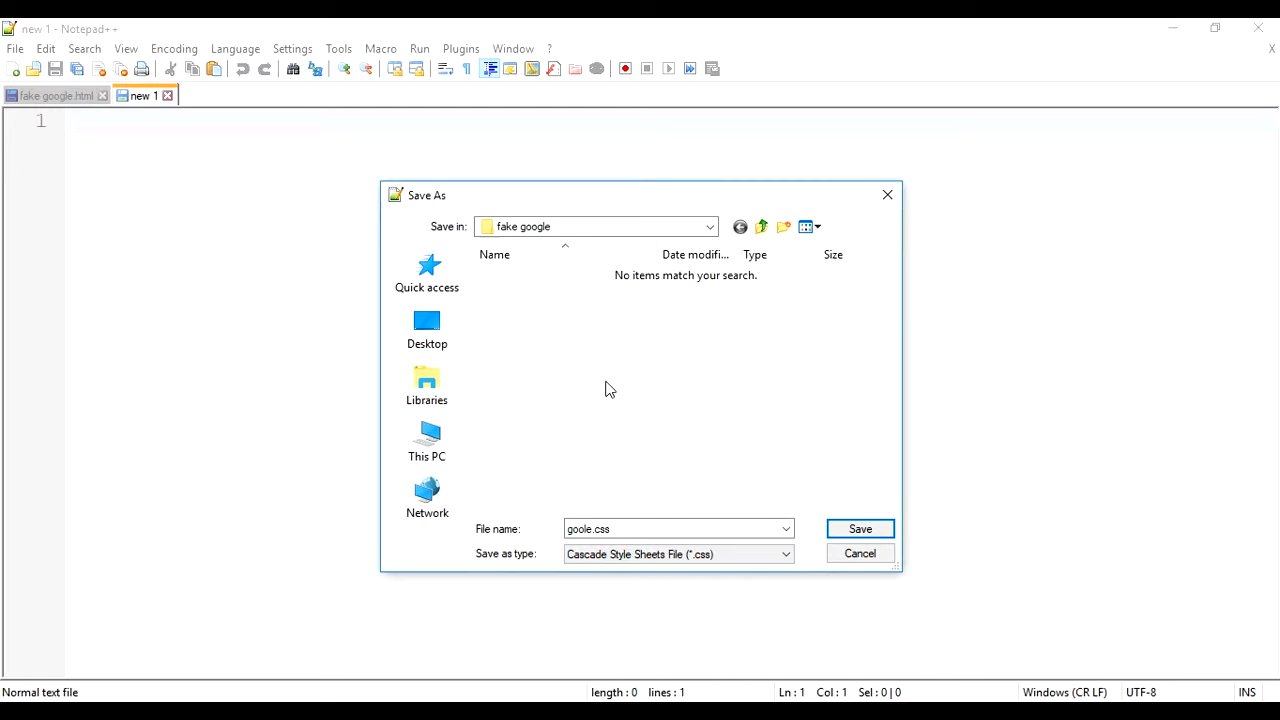 new 1 - Notepad++
File Edit Search View Encoding Language Settings Tools Macro Run Plugins Window ? X
fake google.html new 1
1
Save As
Save in: fake google
Name Date modifi... Type Size
No items match your search.
Quick access
Desktop
Libraries
This PC
Network
File name: goole.css Save
Save as type: Cascade Style Sheets File (*.css) Cancel
Normal text file length : 0 lines : 1 Ln : 1 Col : 1 Sel : 0 | 0 Windows (CR LF) UTF-8 INS